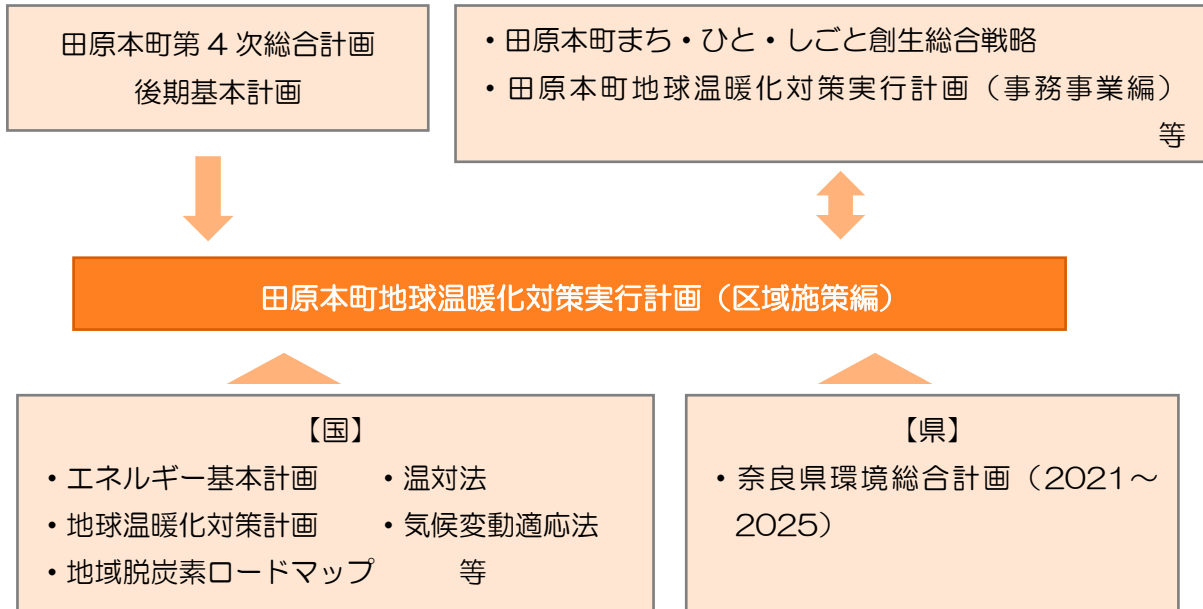 田原本町第4次総合計画
後期基本計画
・田原本町まち・ひと・しごと創生総合戦略
・田原本町地球温暖化対策実行計画（事務事業編）
等
田原本町地球温暖化対策実行計画（区域施策編）
【国】
・エネルギー基本計画　・温対法
・地球温暖化対策計画　・気候変動適応法
・地域脱炭素ロードマップ　等
【県】
・奈良県環境総合計画（2021～
2025）